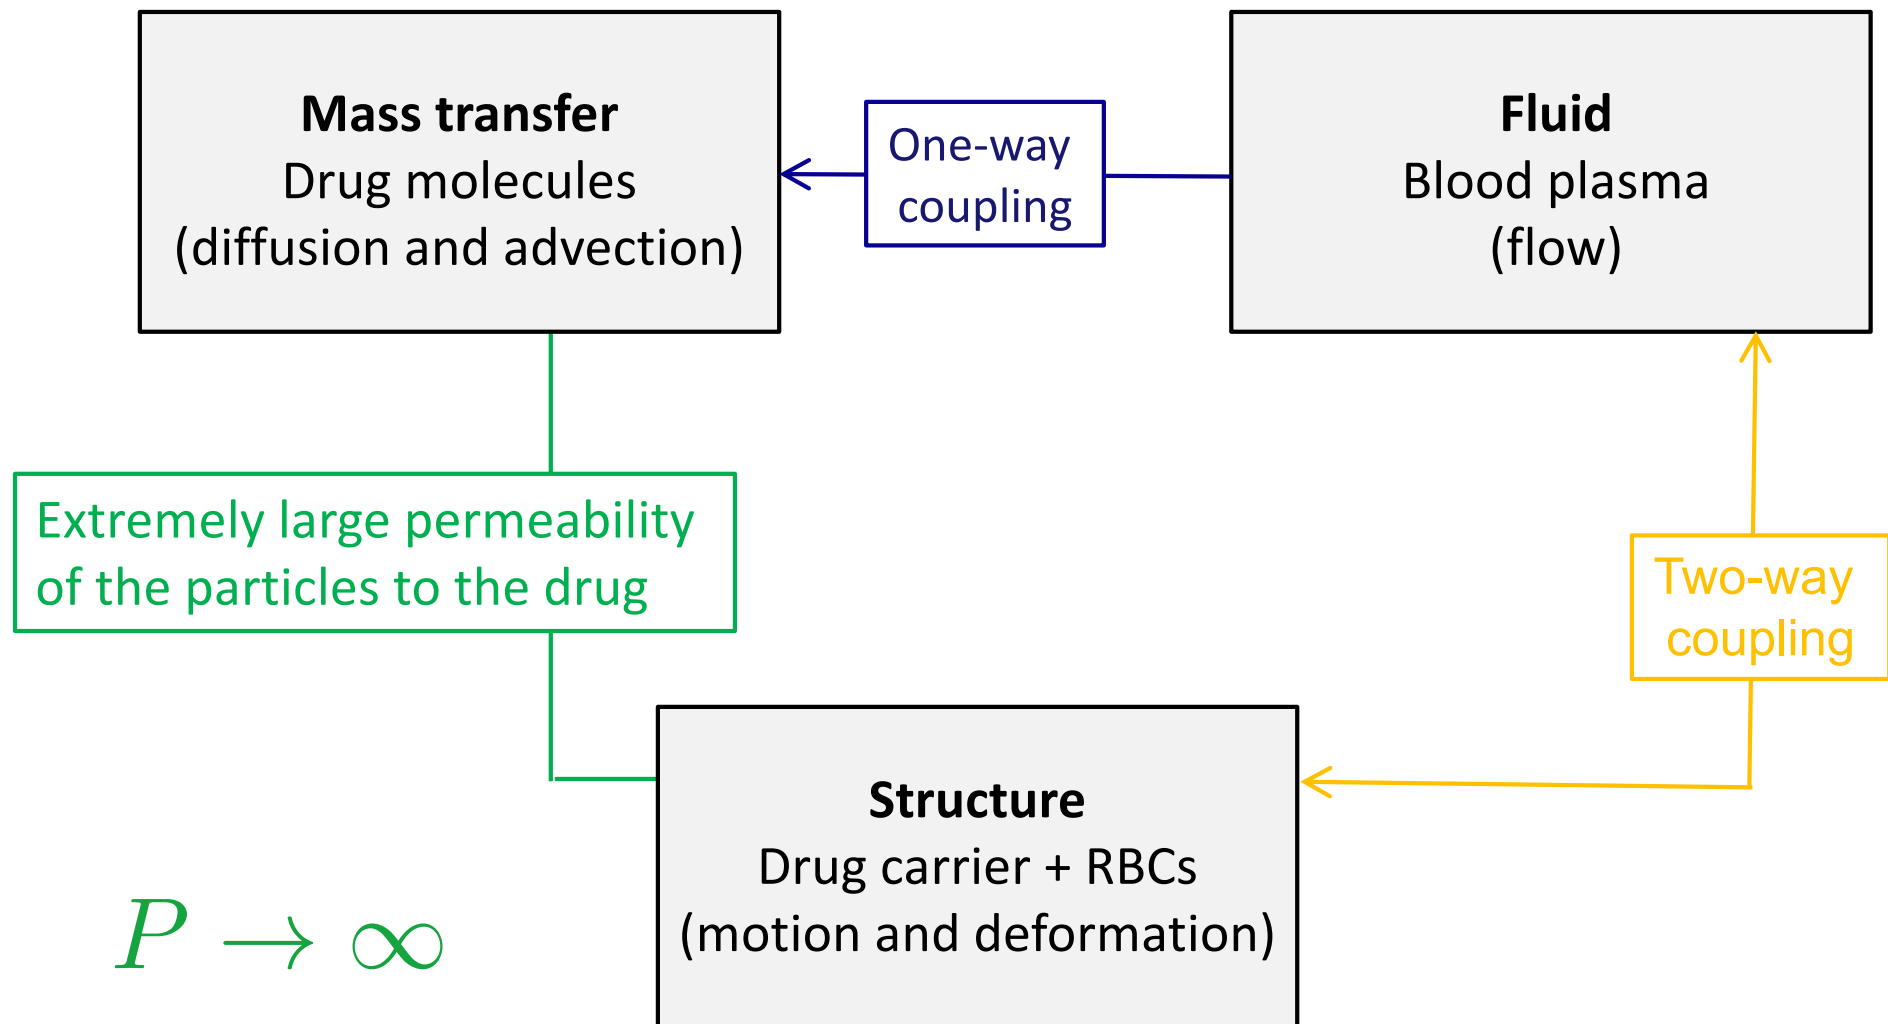 Mass transfer
Drug molecules
(diffusion and advection)
One-way
coupling
Fluid
Blood plasma
(flow)
Extremely large permeability
of the particles to the drug
Two-way
coupling
Structure
Drug carrier + RBCs
(motion and deformation)
P → ∞